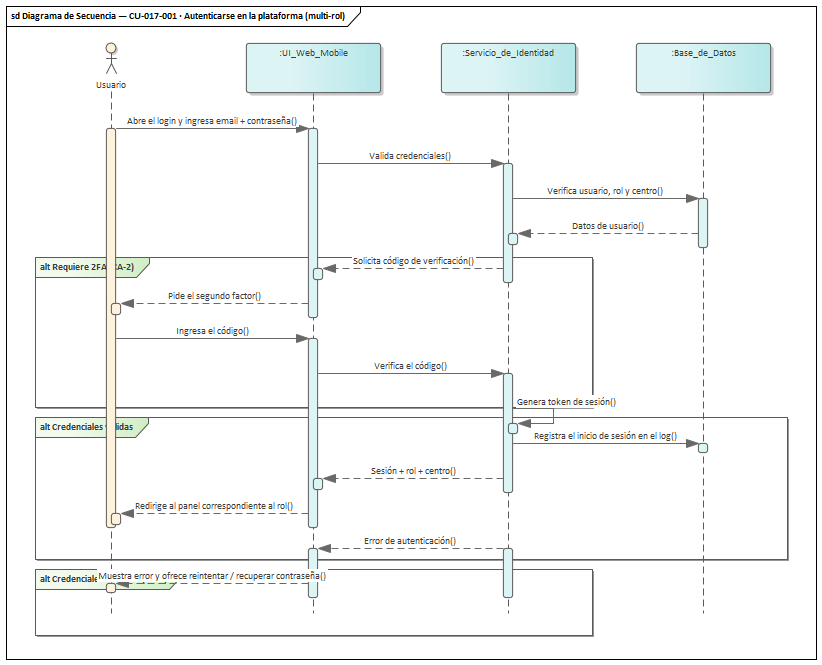 sd Diagrama de Secuencia — CU-017-001 · Autenticarse en la plataforma (multi-rol)
Usuario
:UI_Web_Mobile
:Servicio_de_Identidad
:Base_de_Datos
Abre el login y ingresa email + contraseña()
Valida credenciales()
Verifica usuario, rol y centro()
Datos de usuario()
alt Requiere 2FA
A-2)
Solicita código de verificación()
Pide el segundo factor()
Ingresa el código()
Verifica el código()
Genera token de sesión()
alt Credenciales
Registra el inicio de sesión en el log()
Sesión + rol + centro()
Redirige al panel correspondiente al rol()
Error de autenticación()
alt
Muestra error y ofrece reintentar / recuperar contraseña()